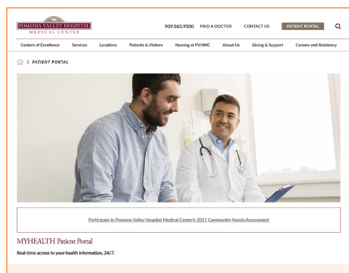 POMONA VALLEY HOSPITAL
MEDICAL CENTER
909.865.9500 FIND A DOCTOR CONTACT US PATIENT PORTAL
Centers of Excellence Services Locations Patients & Visitors Nursing at PVHMC About Us Giving & Support Careers and Residency
> PATIENT PORTAL
Participate in Pomona Valley Hospital Medical Center's 2021 Community Needs Assessment
MYHEALTH Patient Portal
Real-time access to your health information, 24/7.